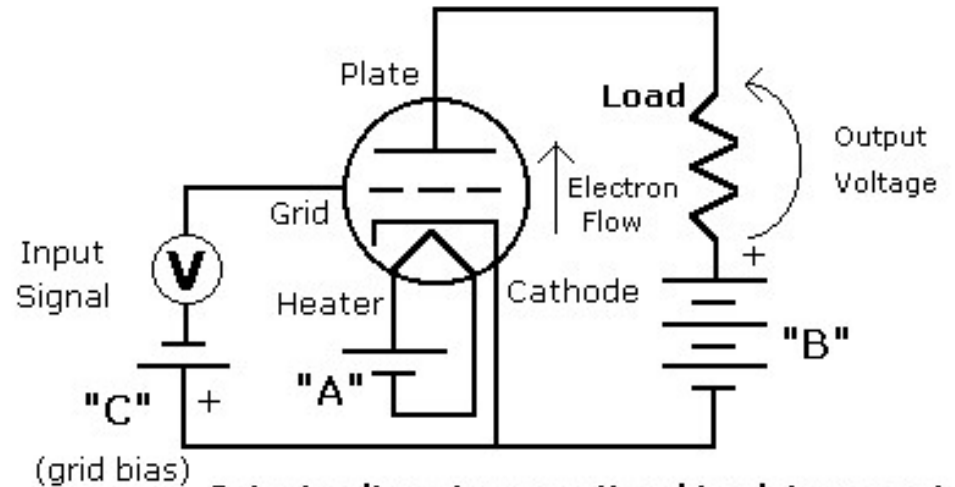 Plate
Load
Output
Voltage
Electron
Flow
Grid
Input
Signal
V
Heater
Cathode
+
"A"
"B"
"C"
+
(grid bias)